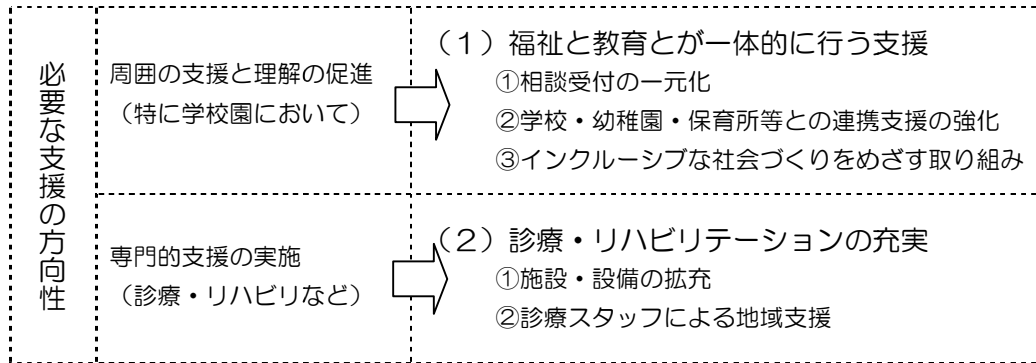 必要な支援の方向性
周囲の支援と理解の促進
（特に学校園において）
（１）福祉と教育とが一体的に行う支援
①相談受付の一元化
②学校・幼稚園・保育所等との連携支援の強化
③インクルーシブな社会づくりをめざす取り組み
専門的支援の実施
（診療・リハビリなど）
（２）診療・リハビリテーションの充実
①施設・設備の拡充
②診療スタッフによる地域支援